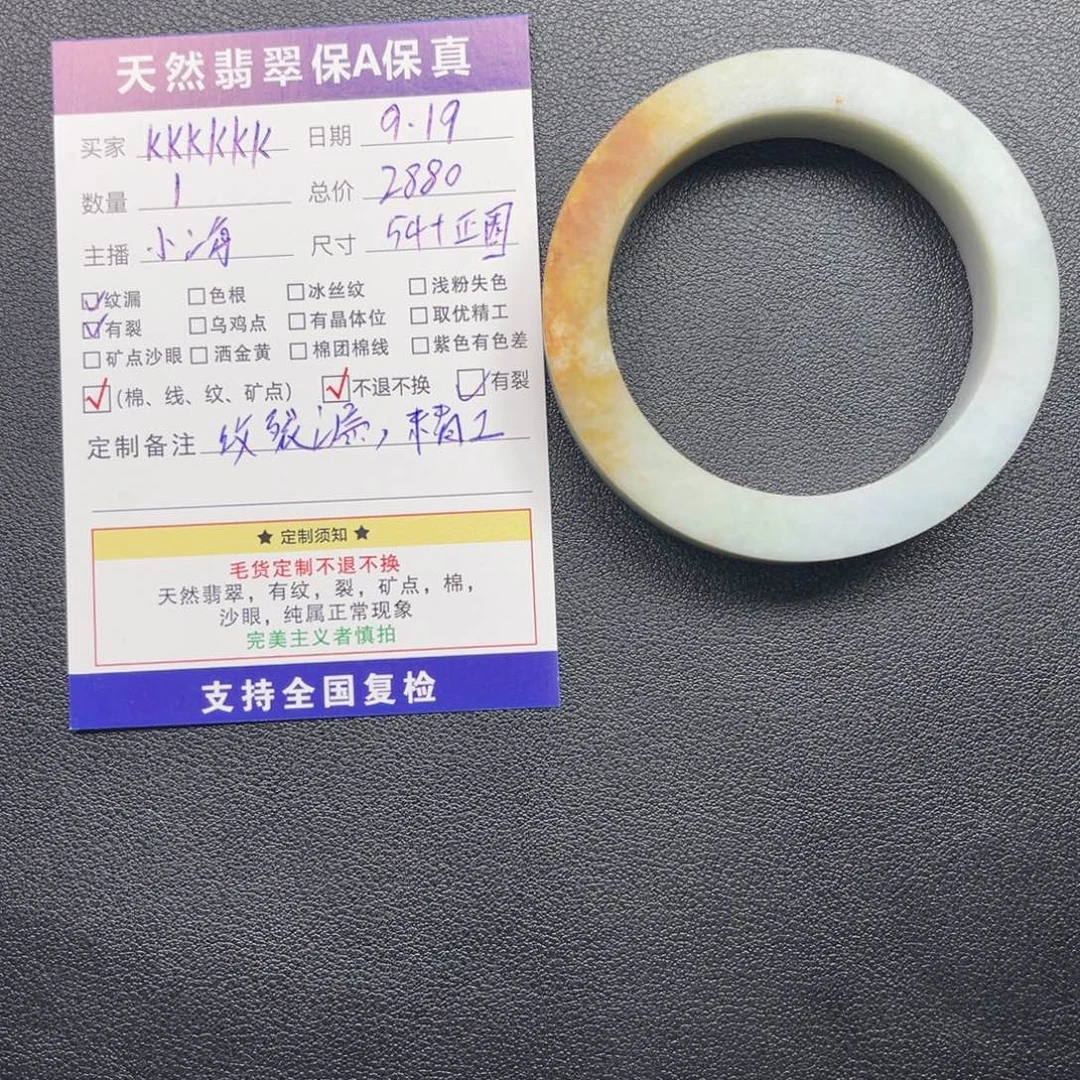 天然翡翠保A保真
买家 KKKKKK 日期 9.19
数量 1 总价 2880
主播 小海 尺寸 54+正圈
纹漏 色根 冰丝纹 浅粉失色
有裂 乌鸡点 有晶体位 取优精工
矿点沙眼 洒金黄 棉团棉线 紫色有色差
(棉、线、纹、矿点) 不退不换 有裂
定制备注 纹裂漏,精工
★ 定制须知 ★
毛货定制不退不换
天然翡翠，有纹，裂，矿点，棉，
沙眼，纯属正常现象
完美主义者慎拍
支持全国复检